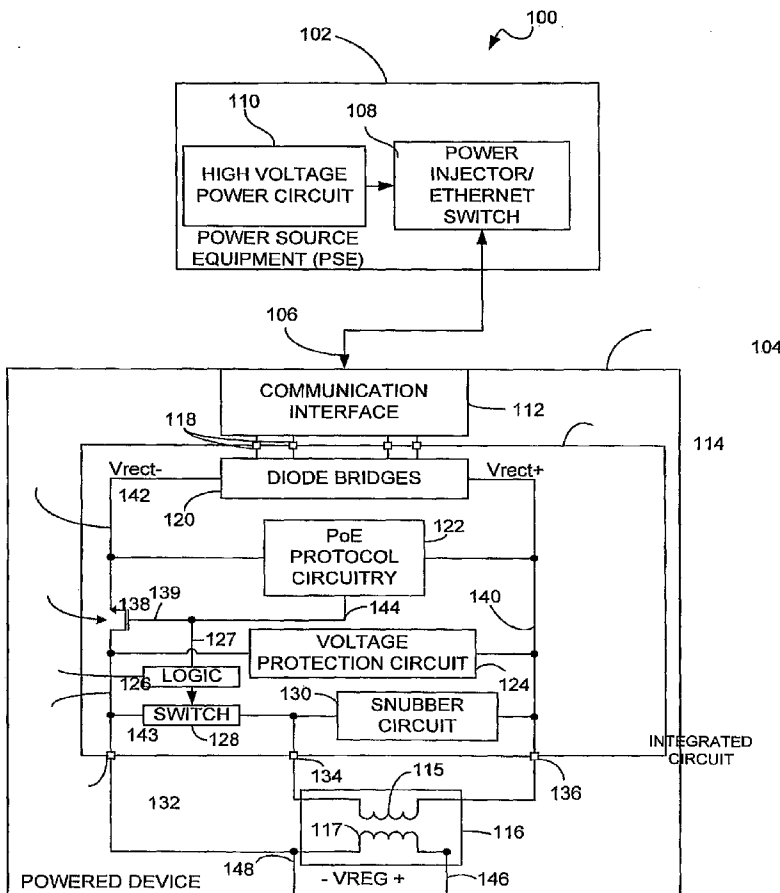 100
102
110
108
HIGH VOLTAGE
POWER CIRCUIT
POWER
INJECTOR/
ETHERNET
SWITCH
POWER SOURCE
EQUIPMENT (PSE)
106
104
COMMUNICATION
INTERFACE
112
118
114
Vrect-
DIODE BRIDGES
Vrect+
142
120
PoE
PROTOCOL
CIRCUITRY
122
138
139
144
140
127
VOLTAGE
PROTECTION CIRCUIT
124
126
LOGIC
130
SNUBBER
CIRCUIT
SWITCH
143
128
INTEGRATED
CIRCUIT
134
136
115
132
117
116
148
- VREG +
146
POWERED DEVICE